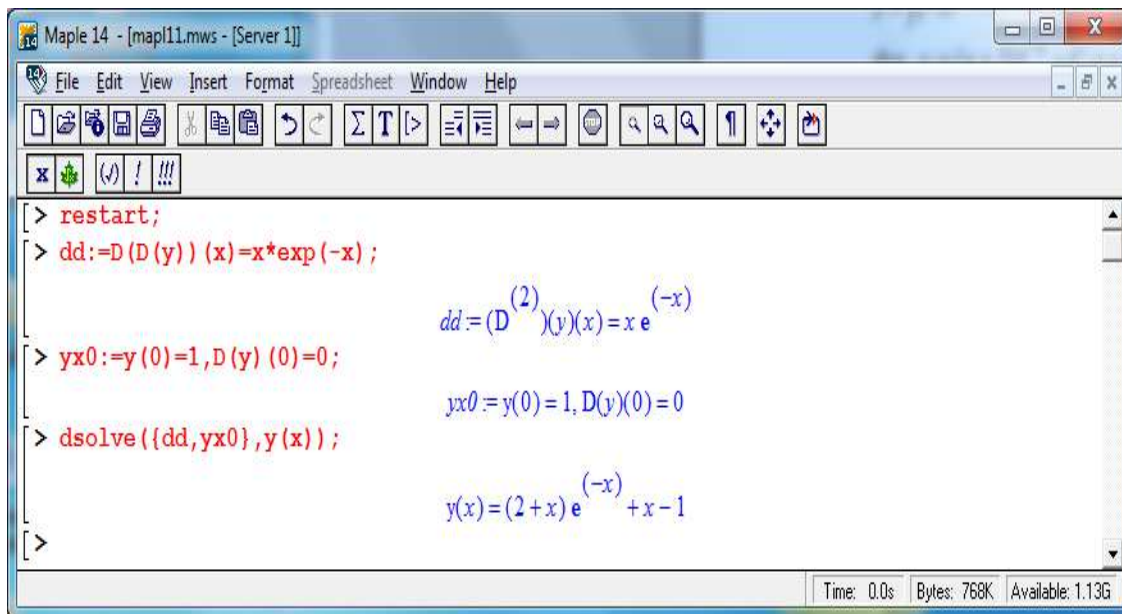 Maple 14 - [mapl11.mws - [Server 1]]
File Edit View Insert Format Spreadsheet Window Help
[> restart;
[> dd:=D(D(y))(x)=x*exp(-x);
dd := (D^(2))(y)(x) = x e^(-x)
[> yx0:=y(0)=1,D(y)(0)=0;
yx0 := y(0) = 1, D(y)(0) = 0
[> dsolve({dd,yx0},y(x));
y(x) = (2 + x) e^(-x) + x - 1
[>
Time: 0.0s Bytes: 768K Available: 1.13G